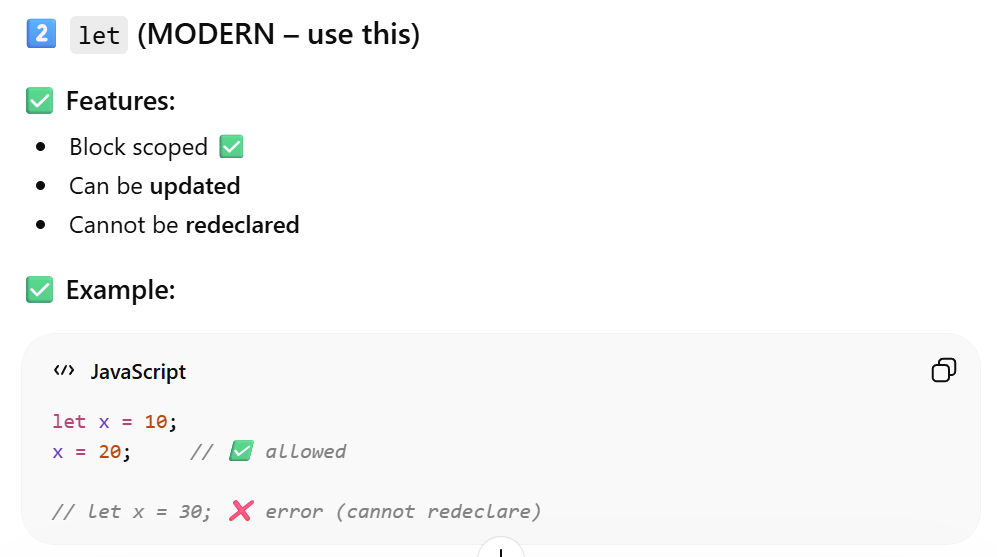 2️⃣ let (MODERN – use this)
✅ Features:
• Block scoped ✅
• Can be updated
• Cannot be redeclared
✅ Example:
</> JavaScript
let x = 10;
x = 20;     // ✅ allowed
// let x = 30; ❌ error (cannot redeclare)